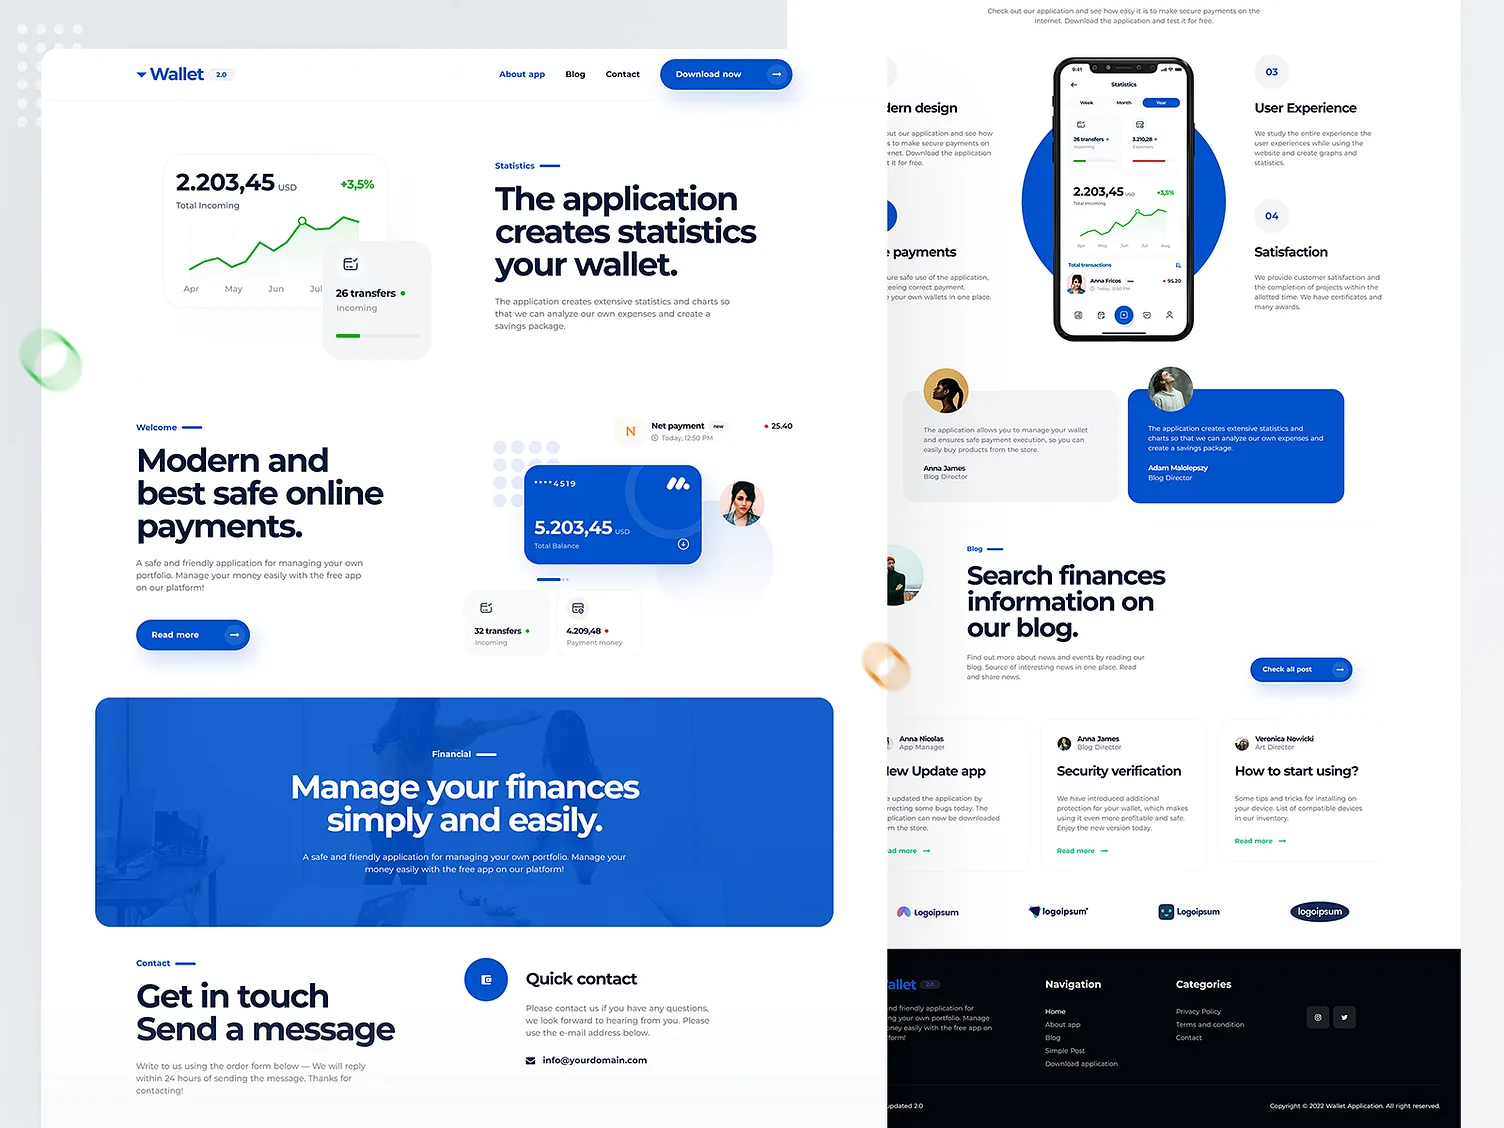 Wallet 2.0
About app
Blog
Contact
Download now
2.203,45 USD
+3,5%
Total Incoming
Apr May Jun Jul
26 transfers
Incoming
Statistics
The application
creates statistics
your wallet.
The application creates extensive statistics and charts so
that we can analyze our own expenses and create a
savings package.
Welcome
Modern and
best safe online
payments.
A safe and friendly application for managing your own
portfolio. Manage your money easily with the free app
on our platform!
Read more
N
Net payment new
25.40
Today, 12:50 PM
****4519
5.203,45 USD
Total Balance
32 transfers
Incoming
4.209,48
Payment money
Financial
Manage your finances
simply and easily.
A safe and friendly application for managing your own portfolio. Manage your
money easily with the free app on our platform!
Contact
Get in touch
Send a message
Write to us using the order form below — We will reply
within 24 hours of sending the message. Thanks for
contacting!
Quick contact
Please contact us if you have any questions,
we look forward to hearing from you. Please
use the e-mail address below.
info@yourdomain.com
Check out our application and see how easy it is to make secure payments on the
Internet. Download the application and test it for free.
dern design
out our application and see how
s to make secure payments on
rnet. Download the application
t it for free.
payments
ure safe use of the application,
teeing correct payment.
your own wallets in one place.
9:41
Statistics
Week Month Year
26 transfers
Incoming
3.210,28
Expenses
2.203,45 USD
+3,5%
Total Incoming
Apr May Jun Jul Aug
Total transactions
Anna Fricos new
95.20
Today, 12:50 PM
03
User Experience
We study the entire experience the
user experiences while using the
website and create graphs and
statistics.
04
Satisfaction
We provide customer satisfaction and
the completion of projects within the
allotted time. We have certificates and
many awards.
The application allows you to manage your wallet
and ensures safe payment execution, so you can
easily buy products from the store.
Anna James
Blog Director
The application creates extensive statistics and
charts so that we can analyze our own expenses and
create a savings package.
Adam Malolepszy
Blog Director
Blog
Search finances
information on
our blog.
Find out more about news and events by reading our
blog. Source of interesting news in one place. Read
and share news.
Check all post
Anna Nicolas
App Manager
New Update app
e updated the application by
rrecting some bugs today. The
plication can now be downloaded
om the store.
ad more
Anna James
Blog Director
Security verification
We have introduced additional
protection for your wallet, which makes
using it even more profitable and safe.
Enjoy the new version today.
Read more
Veronica Nowicki
Art Director
How to start using?
Some tips and tricks for installing on
your device. List of compatible devices
in our inventory.
Read more
Logoipsum
logoipsum
Logoipsum
logoipsum
allet 2.0
nd friendly application for
ng your own portfolio. Manage
ney easily with the free app on
form!
Navigation
Home
About app
Blog
Simple Post
Download application
Categories
Privacy Policy
Terms and condition
Contact
updated 2.0
Copyright © 2022 Wallet Application. All right reserved.